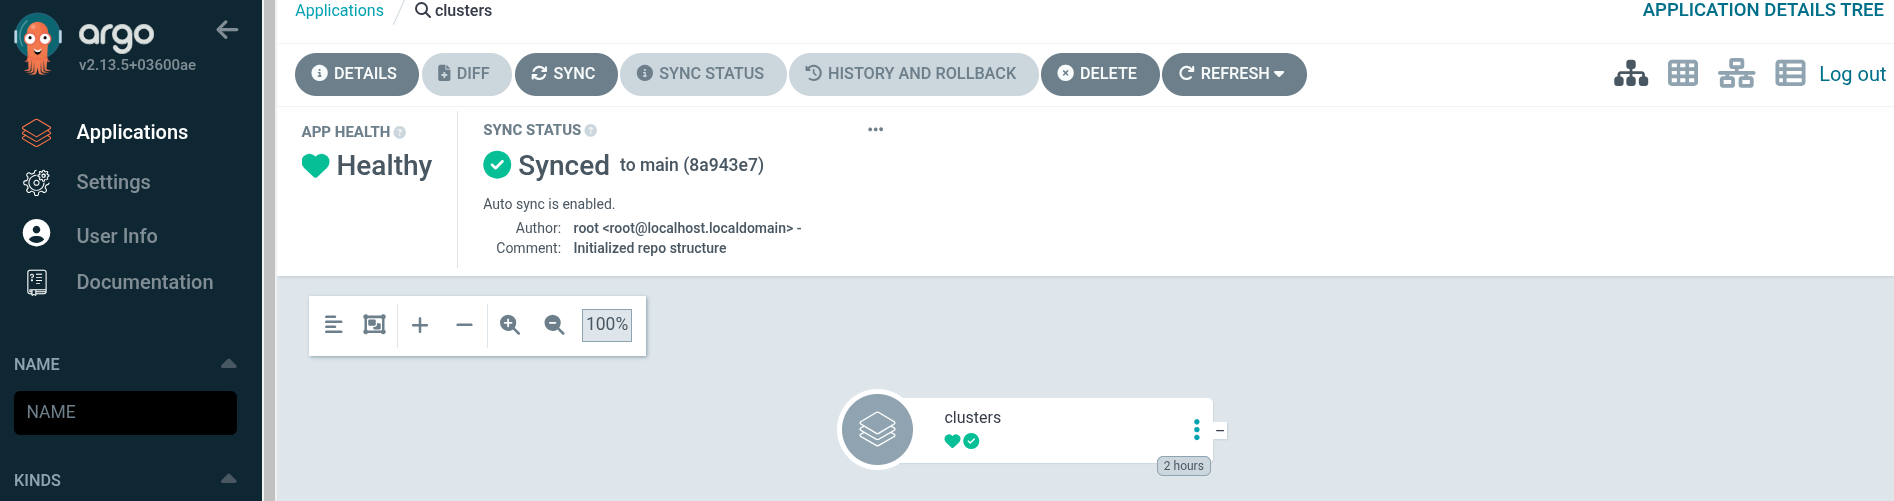 argo
v2.13.5+03600ae
Applications
Settings
User Info
Documentation
NAME
NAME
KINDS
Applications / clusters
APPLICATION DETAILS TREE
DETAILS DIFF SYNC SYNC STATUS HISTORY AND ROLLBACK DELETE REFRESH
Log out
APP HEALTH
Healthy
SYNC STATUS
Synced to main (8a943e7)
Auto sync is enabled.
Author: root <root@localhost.localdomain> -
Comment: Initialized repo structure
100%
clusters
2 hours